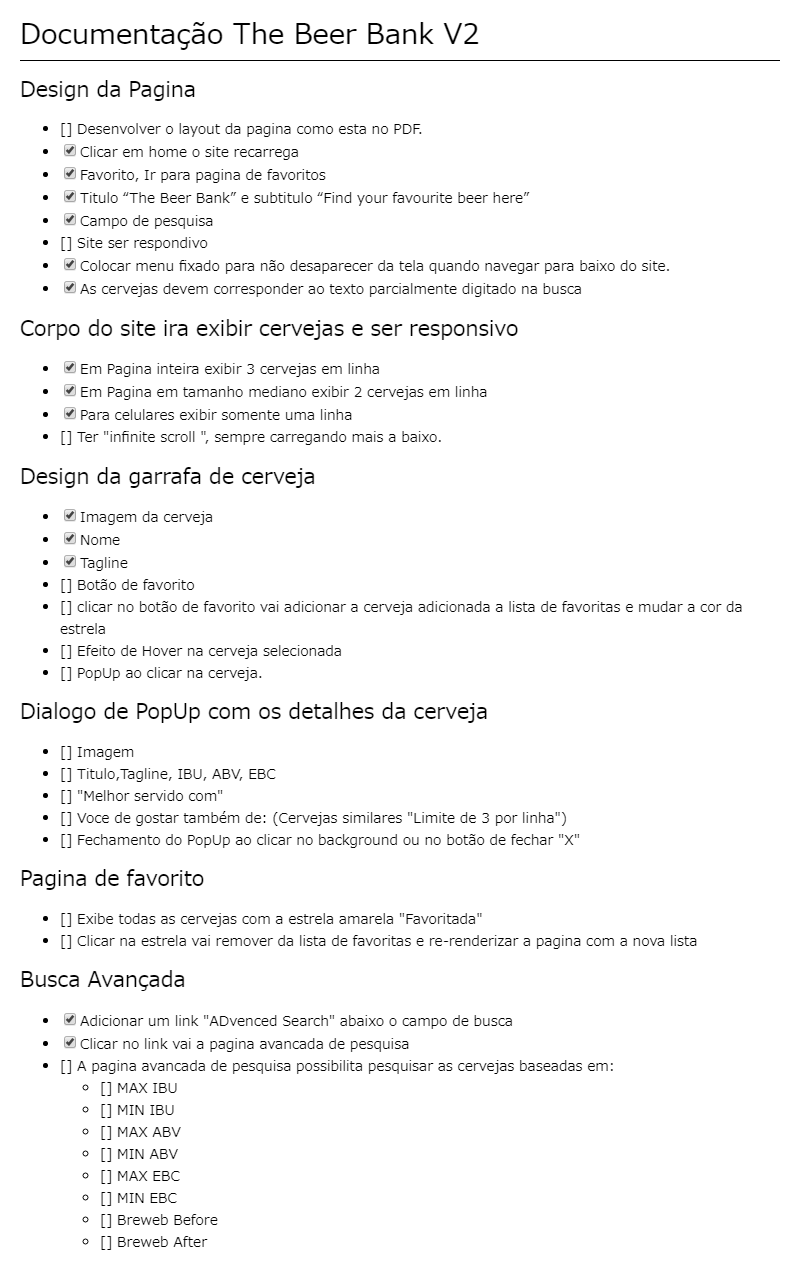 Documentação The Beer Bank V2
Design da Pagina
[] Desenvolver o layout da pagina como esta no PDF.
Clicar em home o site recarrega
Favorito, Ir para pagina de favoritos
Titulo “The Beer Bank” e subtitulo “Find your favourite beer here”
Campo de pesquisa
[] Site ser respondivo
Colocar menu fixado para não desaparecer da tela quando navegar para baixo do site.
As cervejas devem corresponder ao texto parcialmente digitado na busca
Corpo do site ira exibir cervejas e ser responsivo
Em Pagina inteira exibir 3 cervejas em linha
Em Pagina em tamanho mediano exibir 2 cervejas em linha
Para celulares exibir somente uma linha
[] Ter "infinite scroll ", sempre carregando mais a baixo.
Design da garrafa de cerveja
Imagem da cerveja
Nome
Tagline
[] Botão de favorito
[] clicar no botão de favorito vai adicionar a cerveja adicionada a lista de favoritas e mudar a cor da
estrela
[] Efeito de Hover na cerveja selecionada
[] PopUp ao clicar na cerveja.
Dialogo de PopUp com os detalhes da cerveja
[] Imagem
[] Titulo,Tagline, IBU, ABV, EBC
[] "Melhor servido com"
[] Voce de gostar também de: (Cervejas similares "Limite de 3 por linha")
[] Fechamento do PopUp ao clicar no background ou no botão de fechar "X"
Pagina de favorito
[] Exibe todas as cervejas com a estrela amarela "Favoritada"
[] Clicar na estrela vai remover da lista de favoritas e re-renderizar a pagina com a nova lista
Busca Avançada
Adicionar um link "ADvenced Search" abaixo o campo de busca
Clicar no link vai a pagina avancada de pesquisa
[] A pagina avancada de pesquisa possibilita pesquisar as cervejas baseadas em:
[] MAX IBU
[] MIN IBU
[] MAX ABV
[] MIN ABV
[] MAX EBC
[] MIN EBC
[] Breweb Before
[] Breweb After